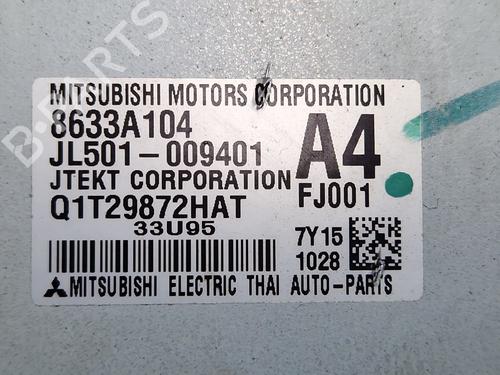 B-PARTS
MITSUBISHI MOTORS CORPORATION
8633A104
JL501-009401
A4
JTEKT CORPORATION
FJ001
Q1T29872HAT
33U95
7Y15
1028
MITSUBISHI ELECTRIC THAI AUTO-PARTS